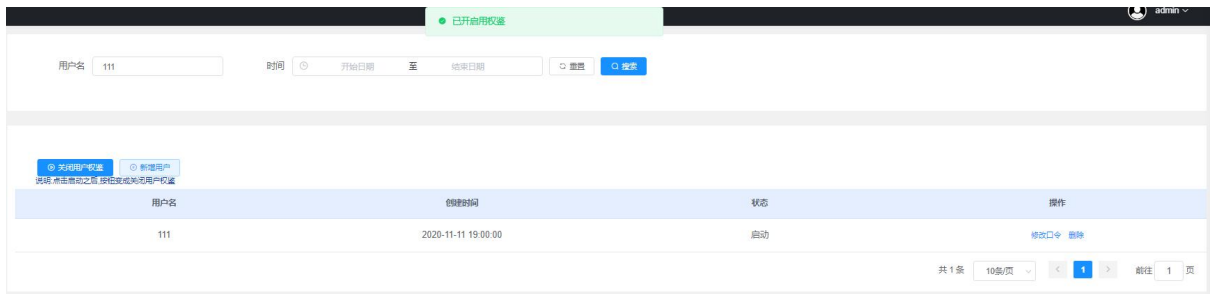 已开启用权鉴
admin
用户名 111 时间 开始日期 至 结束日期 重置 搜索
关闭用户权鉴 新增用户
说明:点击启动之后,按钮变成关闭用户权鉴
用户名 创建时间 状态 操作
111 2020-11-11 19:00:00 启动 修改口令 删除
共 1 条 10条/页 1 前往 1 页